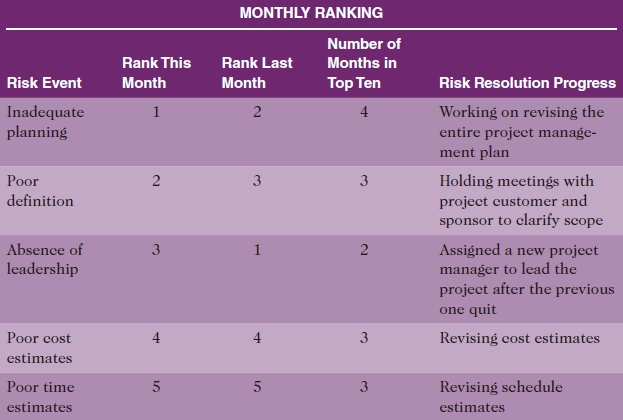 MONTHLY RANKING
Risk Event
Rank This
Month
Rank Last
Month
Number of
Months in
Top Ten
Risk Resolution Progress
Inadequate
planning
1
2
4
Working on revising the
entire project manage-
ment plan
Poor
definition
2
3
3
Holding meetings with
project customer and
sponsor to clarify scope
Absence of
leadership
3
1
2
Assigned a new project
manager to lead the
project after the previous
one quit
Poor cost
estimates
4
4
3
Revising cost estimates
Poor time
estimates
5
5
3
Revising schedule
estimates